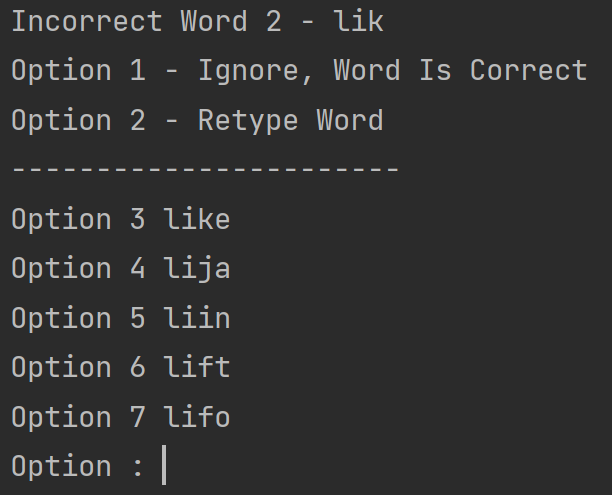 Incorrect Word 2 - lik
Option 1 - Ignore, Word Is Correct
Option 2 - Retype Word
-----------------------
Option 3 like
Option 4 lija
Option 5 liin
Option 6 lift
Option 7 lifo
Option :